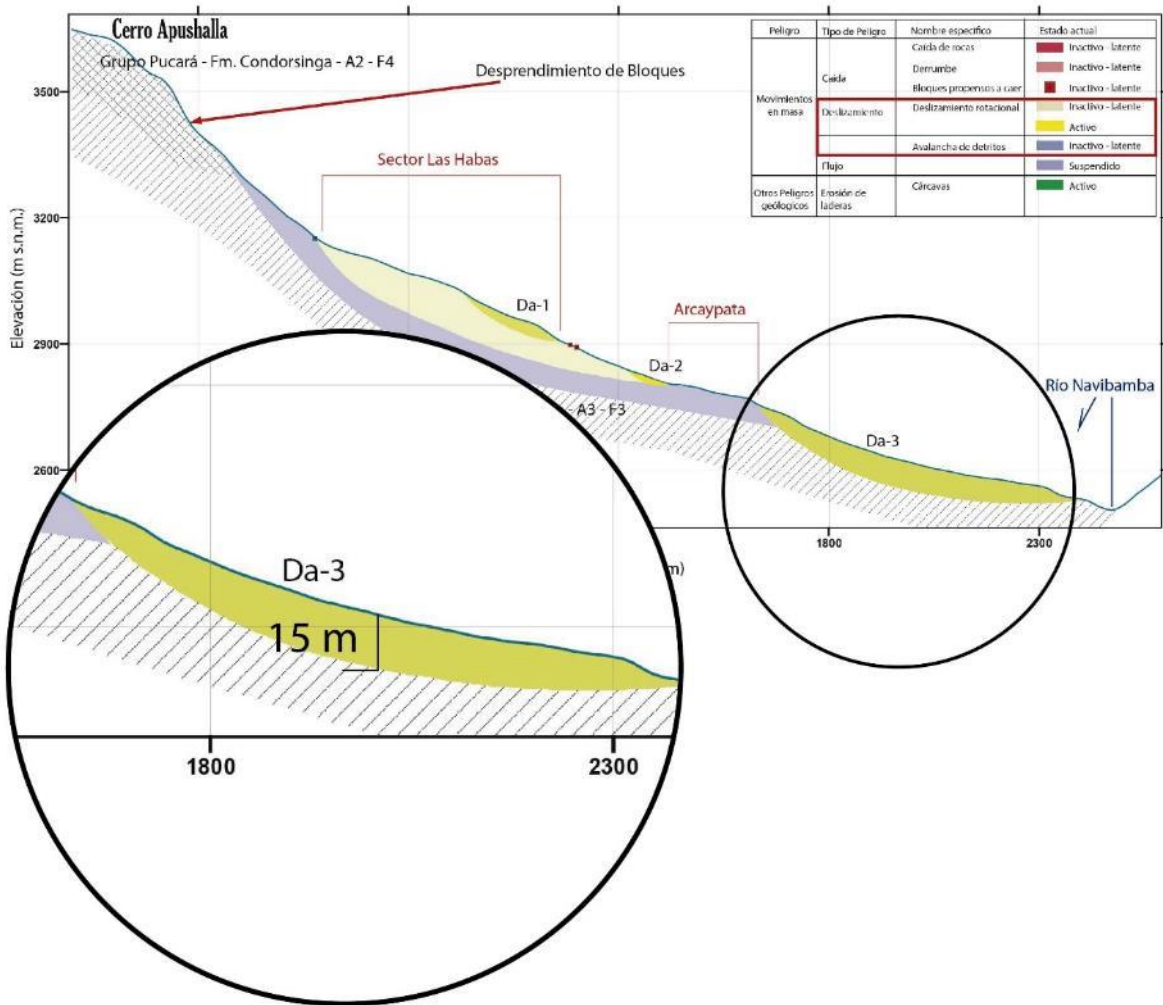 Cerro Apushalla
Grupo Pucará - Fm. Condorsinga - A2 - F4
Desprendimiento de Bloques
Sector Las Habas
Da-1
Da-2
Arcaypata
Da-3
Río Navibamba
- A3 - F3
Elevación (m s.n.m.)
3500
3200
2900
2600
1800
2300
m)
Da-3
15 m
1800
2300
Peligro Tipo de Peligro Nombre especifico Estado actual
Movimientos en masa
Caída
Caida de rocas Inactivo - latente
Derrumbe Inactivo - latente
Bloques propensos a caer Inactivo - latente
Deslizamiento Deslizamiento rotacional Inactivo - latente
Activo
Avalancha de detritos Inactivo - latente
Flujo Suspendido
Otros Peligros geólogicos
Erosión de laderas
Cárcavas Activo